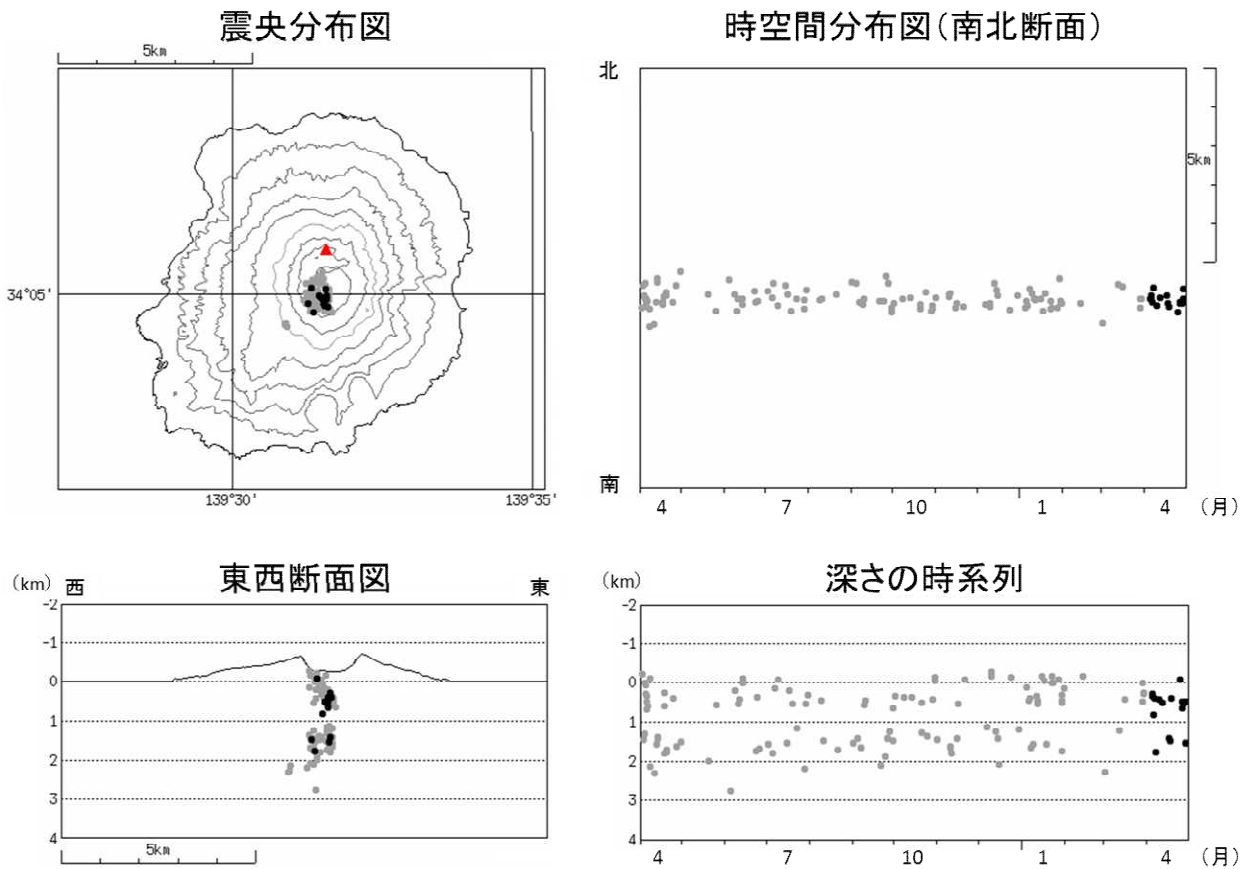 震央分布図
5km
34°05'
139°30'
139°35'
時空間分布図(南北断面)
北
5km
南
4 7 10 1 4 (月)
東西断面図
(km) 西 東
-2
-1
0
1
2
3
4
5km
深さの時系列
(km)
-2
-1
0
1
2
3
4
4 7 10 1 4 (月)